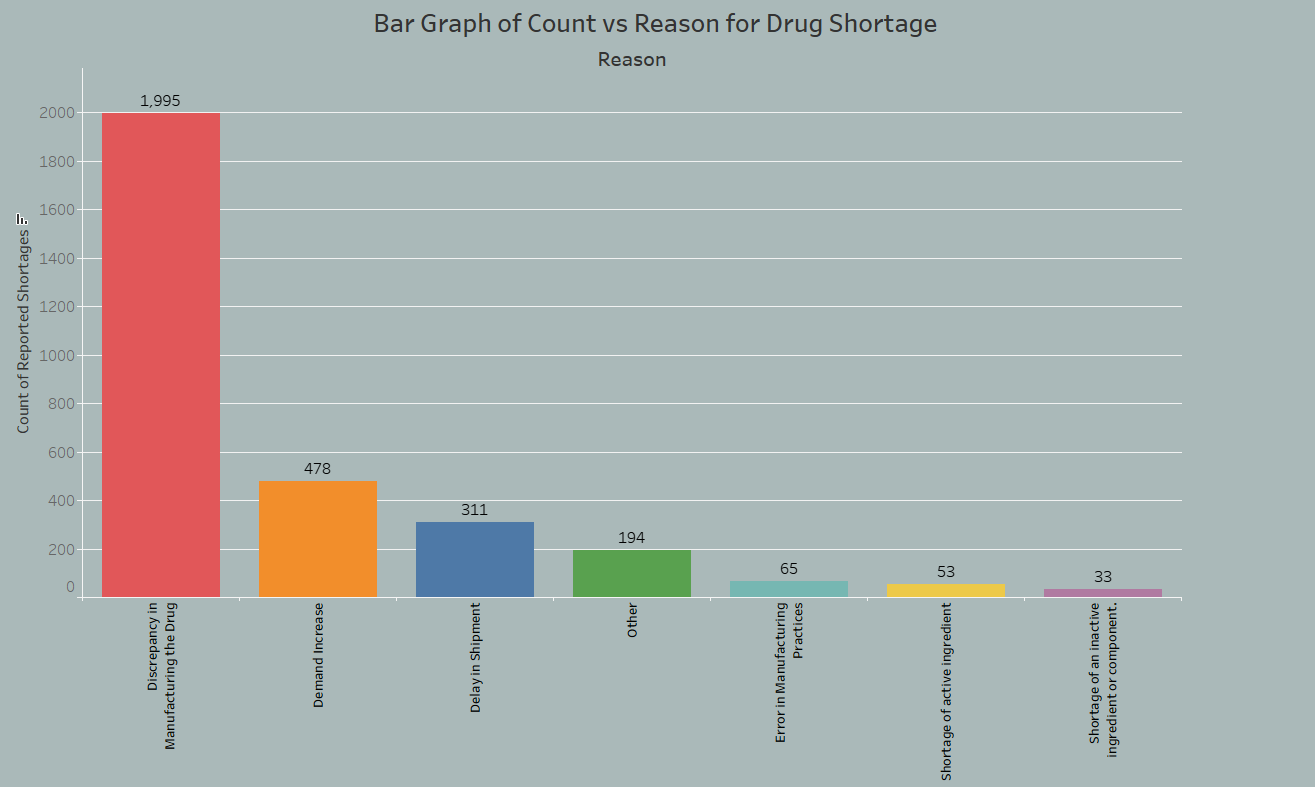 Bar Graph of Count vs Reason for Drug Shortage
Reason
Count of Reported Shortages
2000
1800
1600
1400
1200
1000
800
600
400
200
0
1,995
478
311
194
65
53
33
Discrepancy in
Manufacturing the Drug
Demand Increase
Delay in Shipment
Other
Error in Manufacturing
Practices
Shortage of active ingredient
Shortage of an inactive
ingredient or component.